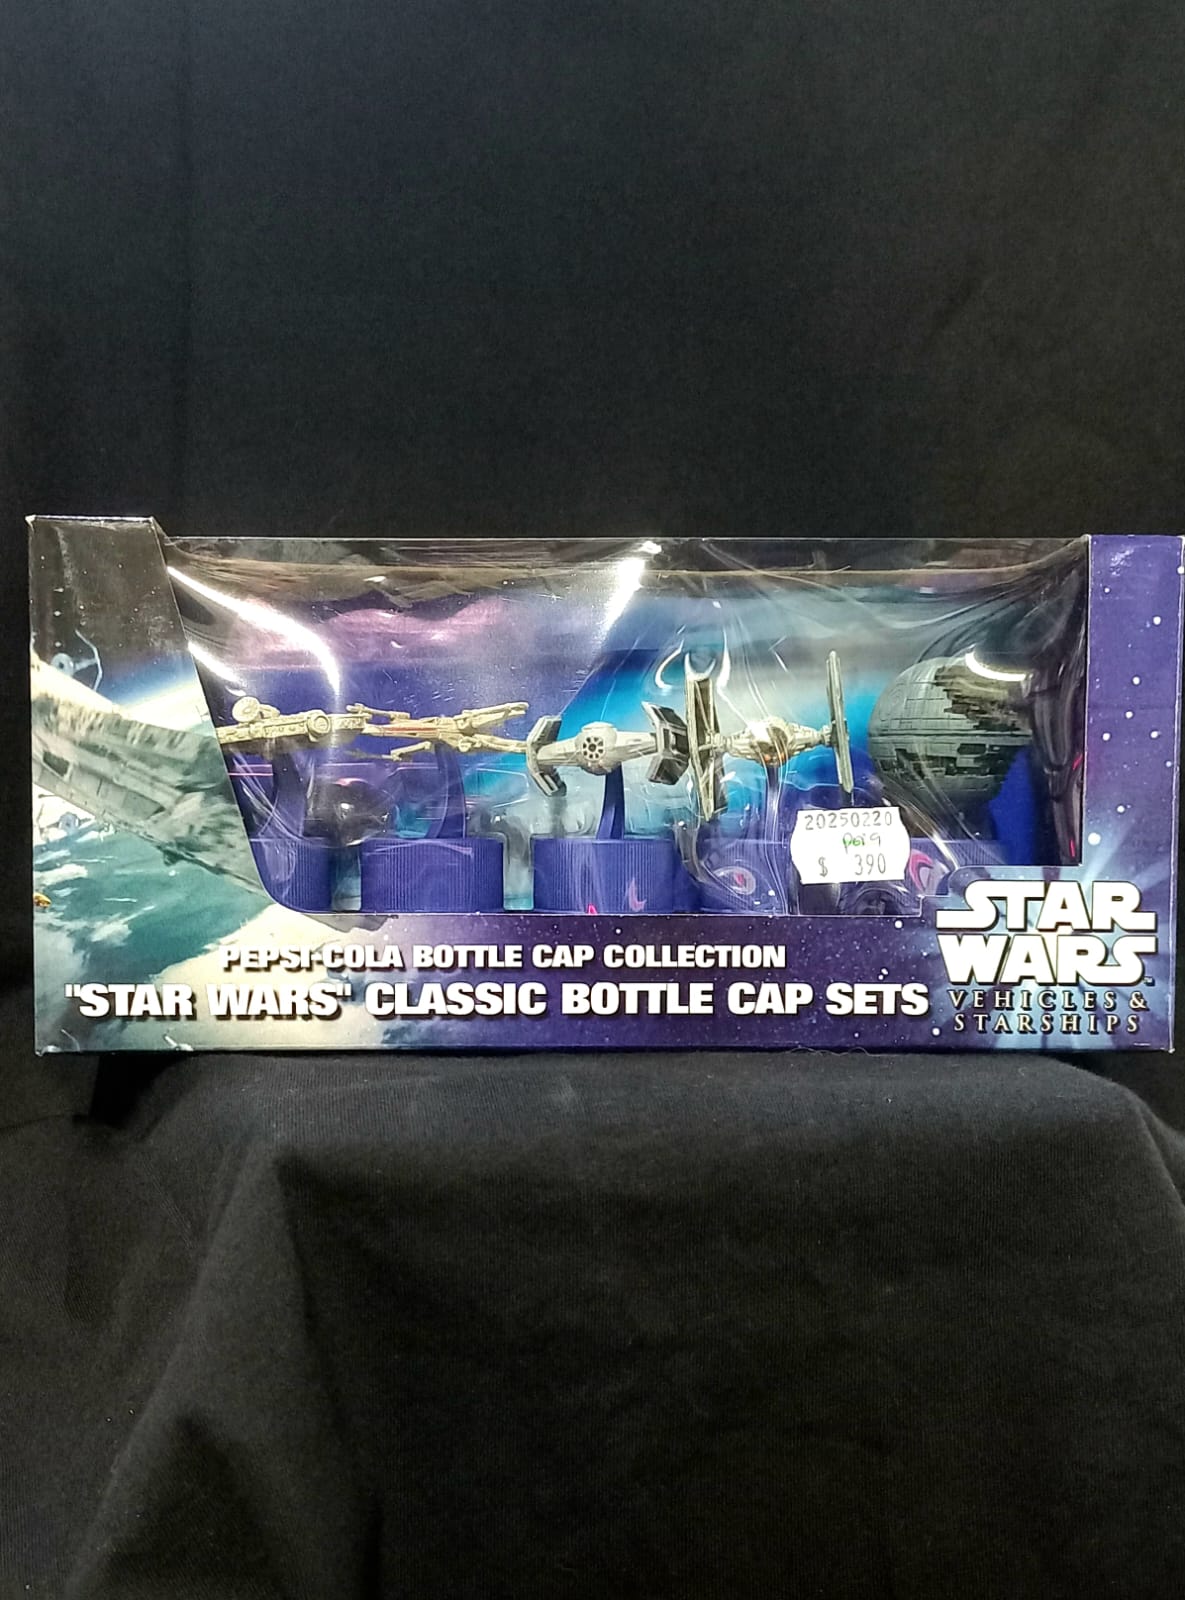 20250220
$ 390
PEPSI-COLA BOTTLE CAP COLLECTION
"STAR WARS" CLASSIC BOTTLE CAP SETS
STAR
WARS
VEHICLES &
STARSHIPS